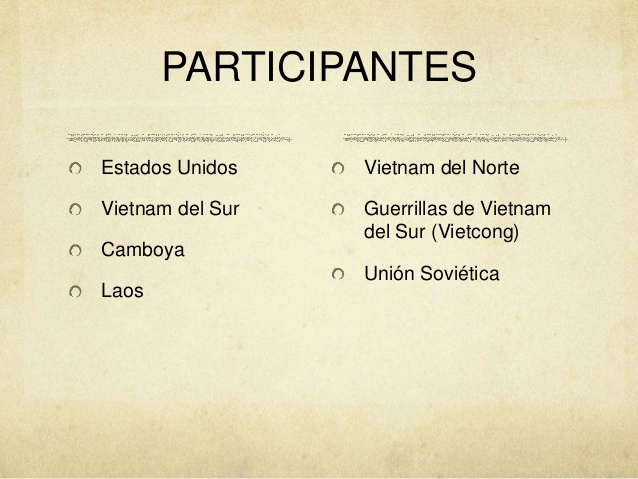 PARTICIPANTES
Estados Unidos
Vietnam del Sur
Camboya
Laos
Vietnam del Norte
Guerrillas de Vietnam
del Sur (Vietcong)
Unión Soviética